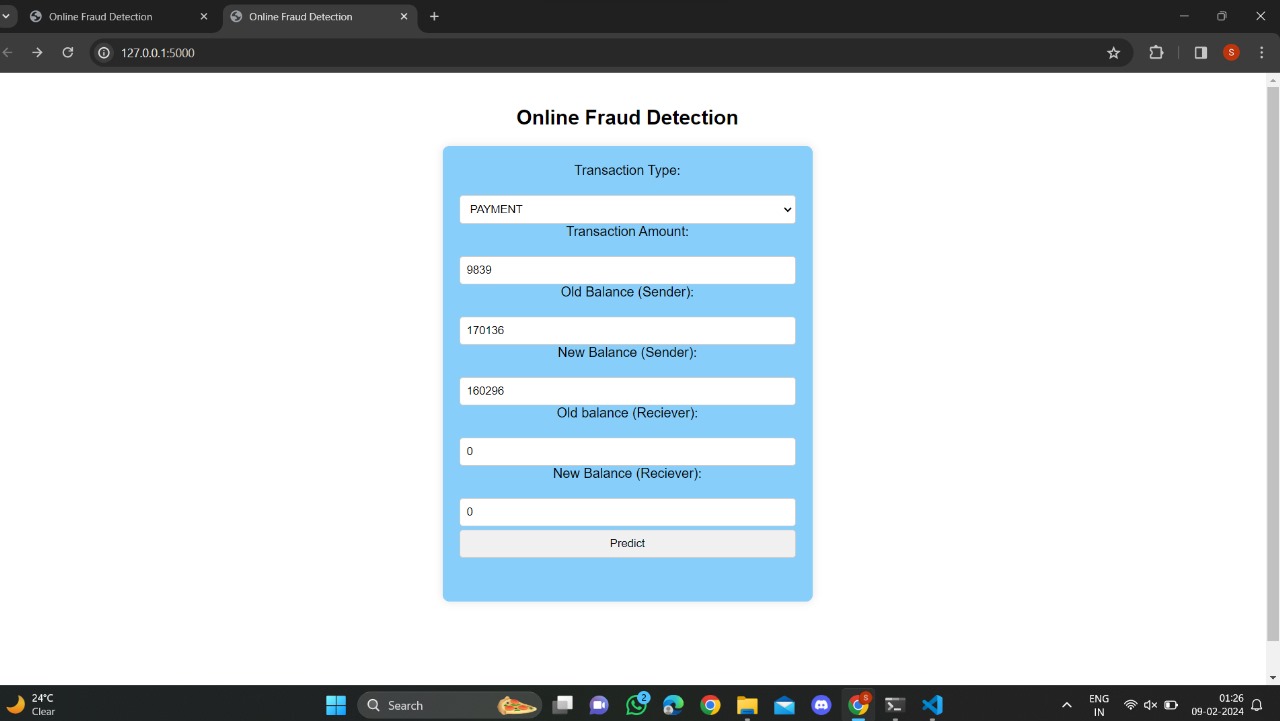 Online Fraud Detection
Online Fraud Detection
127.0.0.1:5000
S
Online Fraud Detection
Transaction Type:
PAYMENT
Transaction Amount:
9839
Old Balance (Sender):
170136
New Balance (Sender):
160296
Old balance (Reciever):
0
New Balance (Reciever):
0
Predict
24°C
Clear
Search
2
S
ENG
IN
01:26
09-02-2024